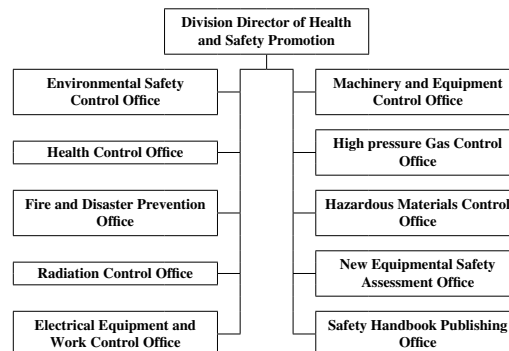 Division Director of Health
and Safety Promotion
Environmental Safety
Control Office
Machinery and Equipment
Control Office
Health Control Office
High pressure Gas Control
Office
Fire and Disaster Prevention
Office
Hazardous Materials Control
Office
Radiation Control Office
New Equipmental Safety
Assessment Office
Electrical Equipment and
Work Control Office
Safety Handbook Publishing
Office